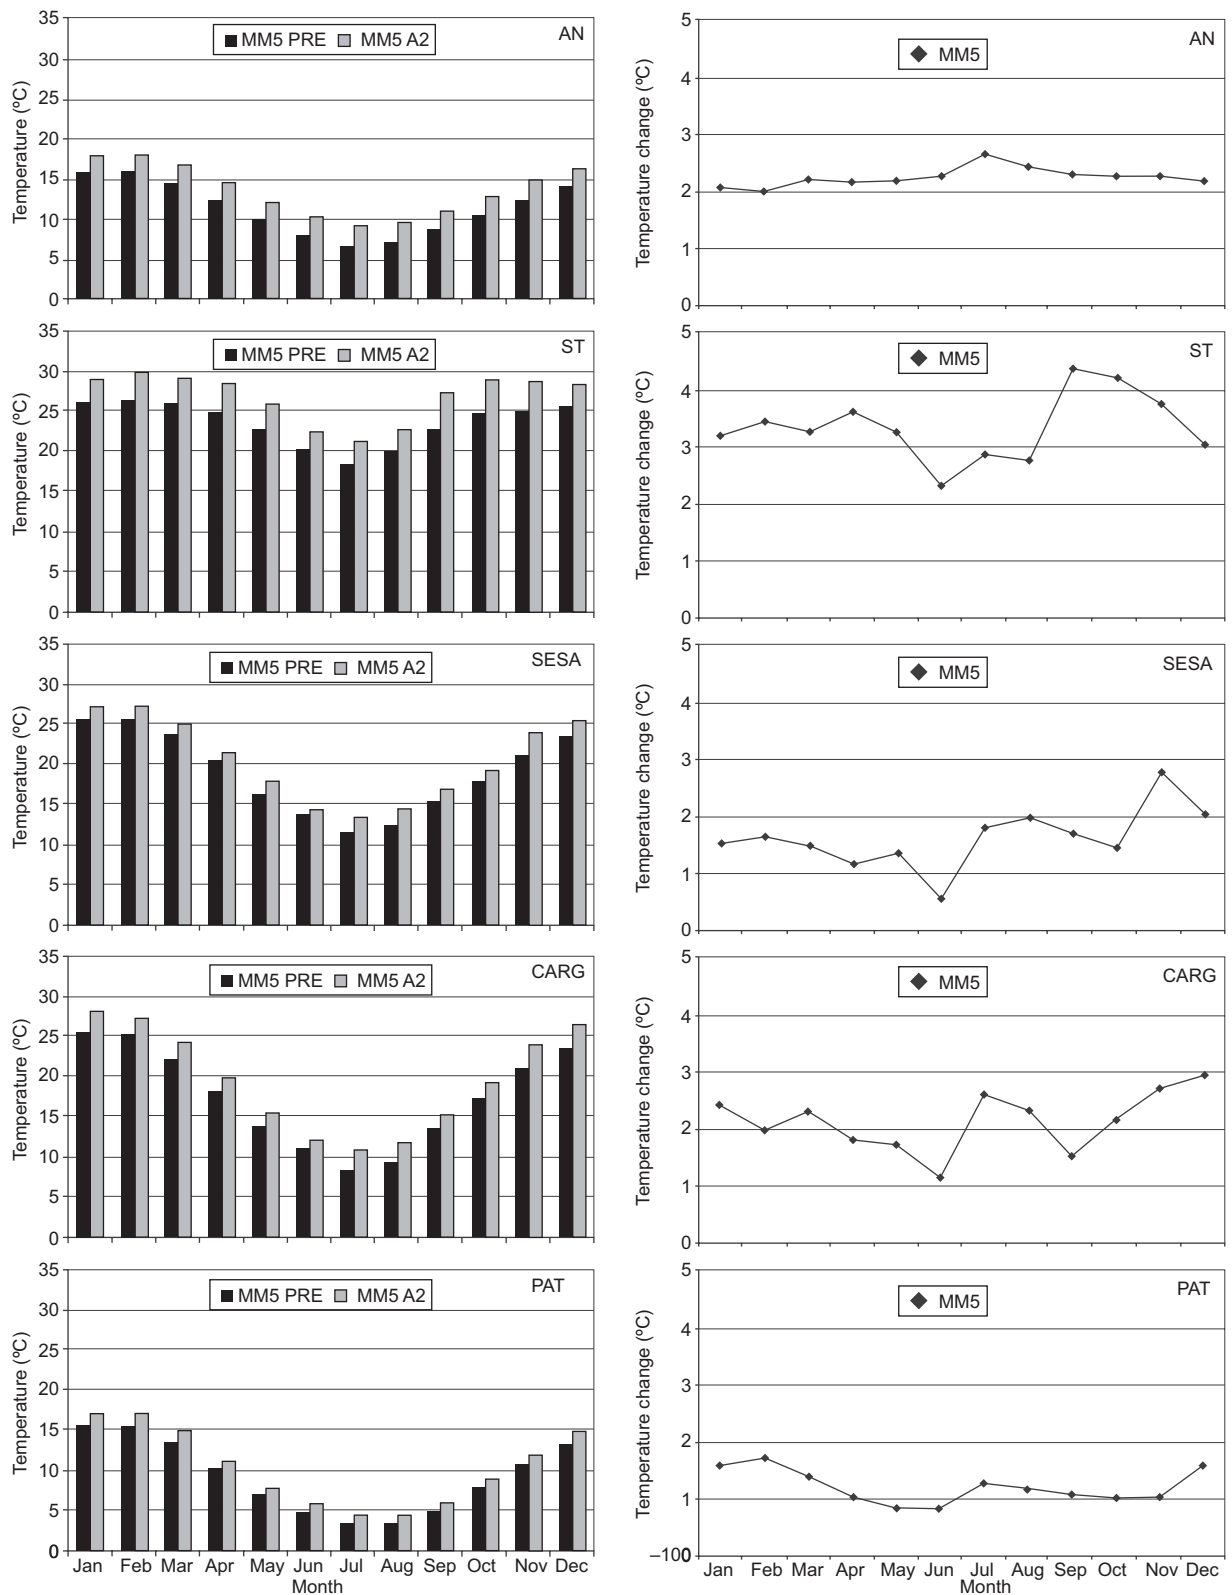 35
30
25
20
15
10
5
0
Temperature (ºC)
MM5 PRE MM5 A2
AN
5
4
3
2
1
0
Temperature change (ºC)
MM5
AN
35
30
25
20
15
10
5
0
Temperature (ºC)
MM5 PRE MM5 A2
ST
5
4
3
2
1
0
Temperature change (ºC)
MM5
ST
35
30
25
20
15
10
5
0
Temperature (ºC)
MM5 PRE MM5 A2
SESA
5
4
3
2
1
0
Temperature change (ºC)
MM5
SESA
35
30
25
20
15
10
5
0
Temperature (ºC)
MM5 PRE MM5 A2
CARG
5
4
3
2
1
0
Temperature change (ºC)
MM5
CARG
35
30
25
20
15
10
5
0
Temperature (ºC)
MM5 PRE MM5 A2
PAT
Jan Feb Mar Apr May Jun Jul Aug Sep Oct Nov Dec
Month
5
4
3
2
1
0
–100
Temperature change (ºC)
MM5
PAT
Jan Feb Mar Apr May Jun Jul Aug Sep Oct Nov Dec
Month